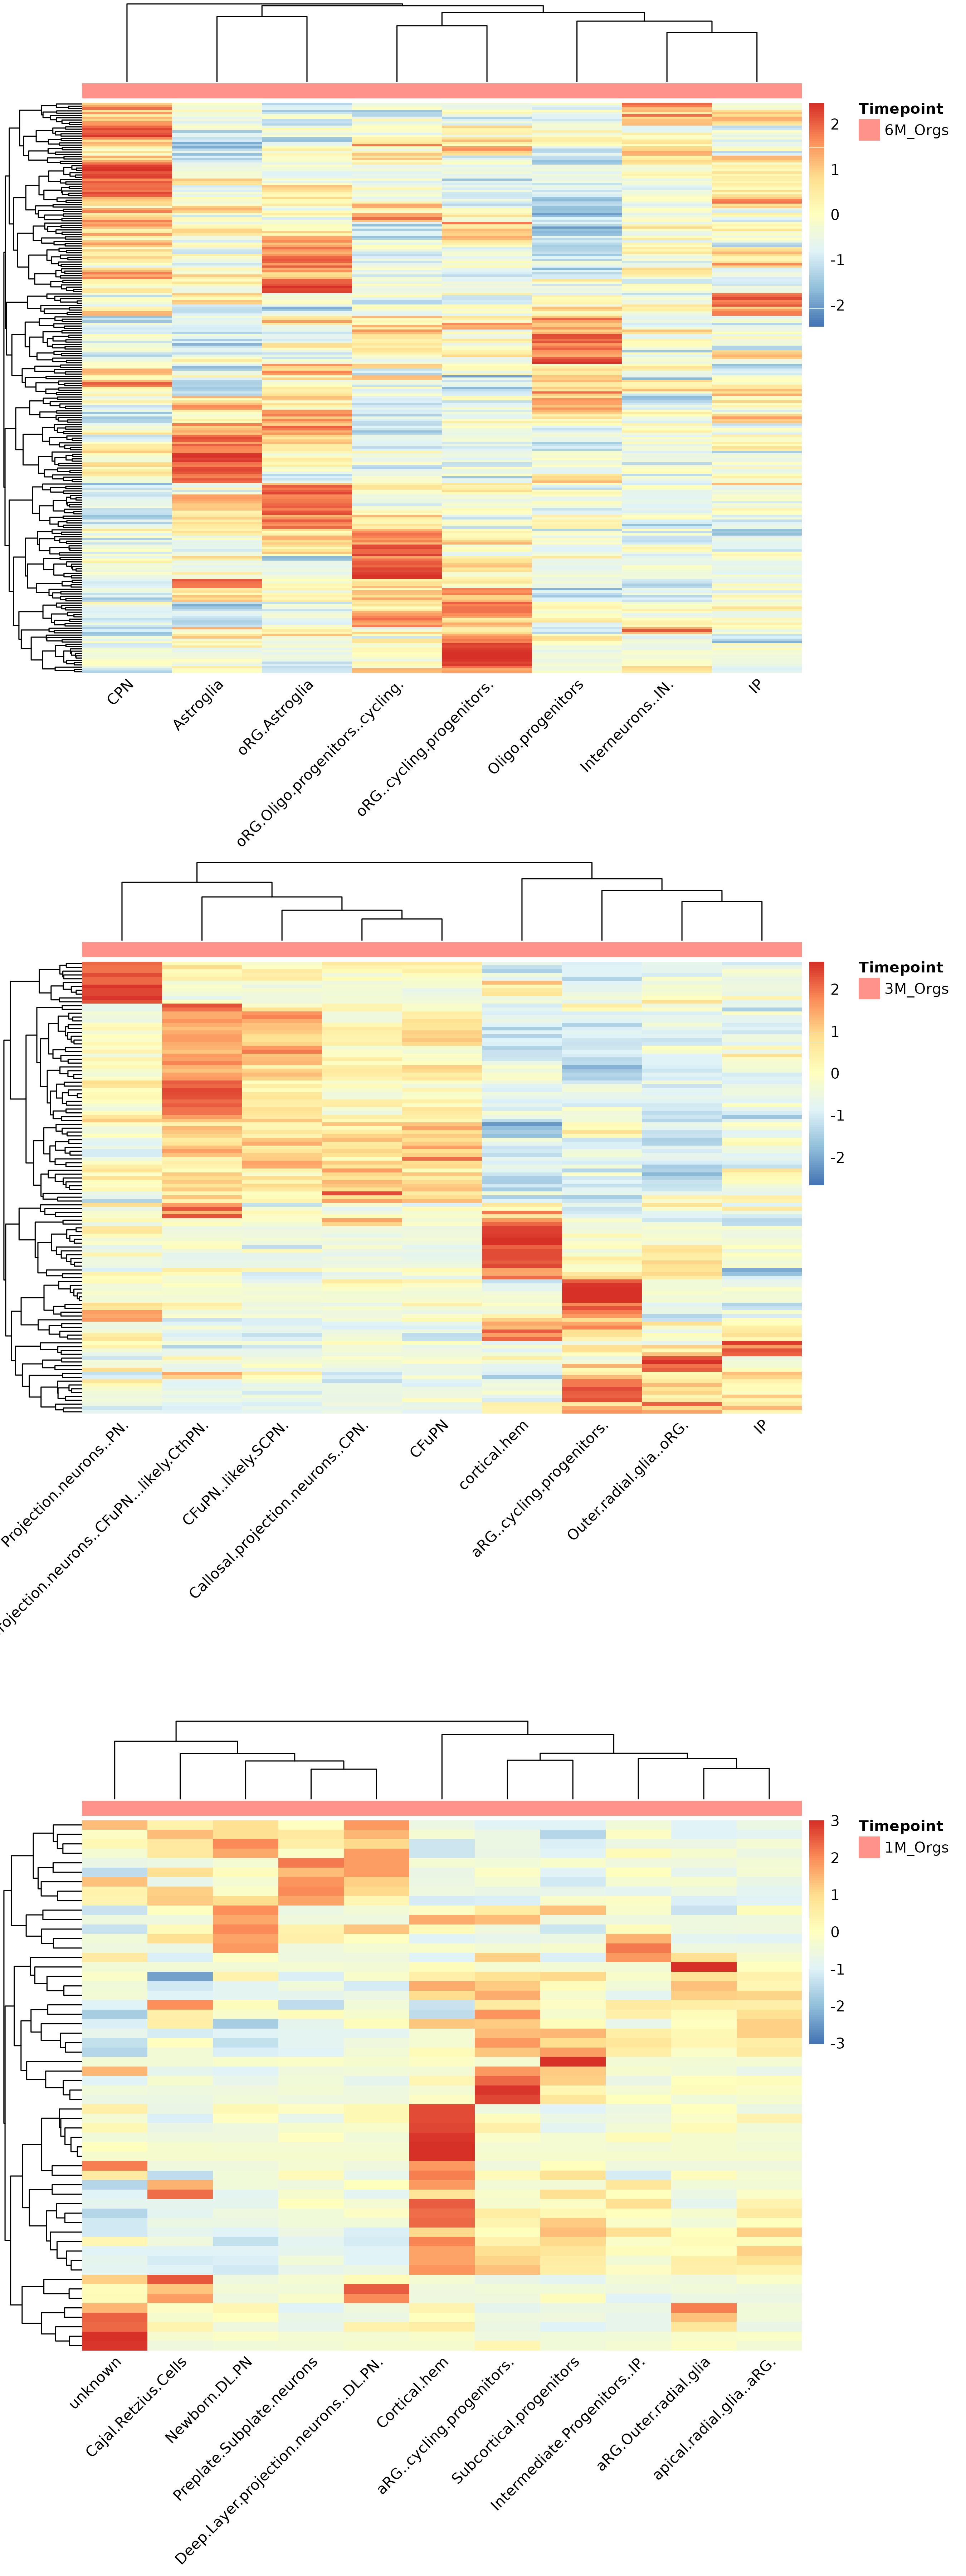 2
1
0
-1
-2
Timepoint
6M_Orgs
CPN
Astroglia
oRG.Astroglia
oRG.Oligo.progenitors..cycling.
oRG..cycling.progenitors.
Oligo.progenitors
Interneurons..IN.
IP
2
1
0
-1
-2
Timepoint
3M_Orgs
Projection.neurons..PN.
rojection.neurons..CFuPN...likely.CthPN.
CFuPN..likely.SCPN.
Callosal.projection.neurons..CPN.
CFuPN
cortical.hem
aRG..cycling.progenitors.
Outer.radial.glia..oRG.
IP
3
2
1
0
-1
-2
-3
Timepoint
1M_Orgs
unknown
Cajal.Retzius.Cells
Newborn.DL.PN
Preplate.Subplate.neurons
Deep.Layer.projection.neurons..DL.PN.
Cortical.hem
aRG..cycling.progenitors.
Subcortical.progenitors
Intermediate.Progenitors..IP.
aRG.Outer.radial.glia
apical.radial.glia..aRG.